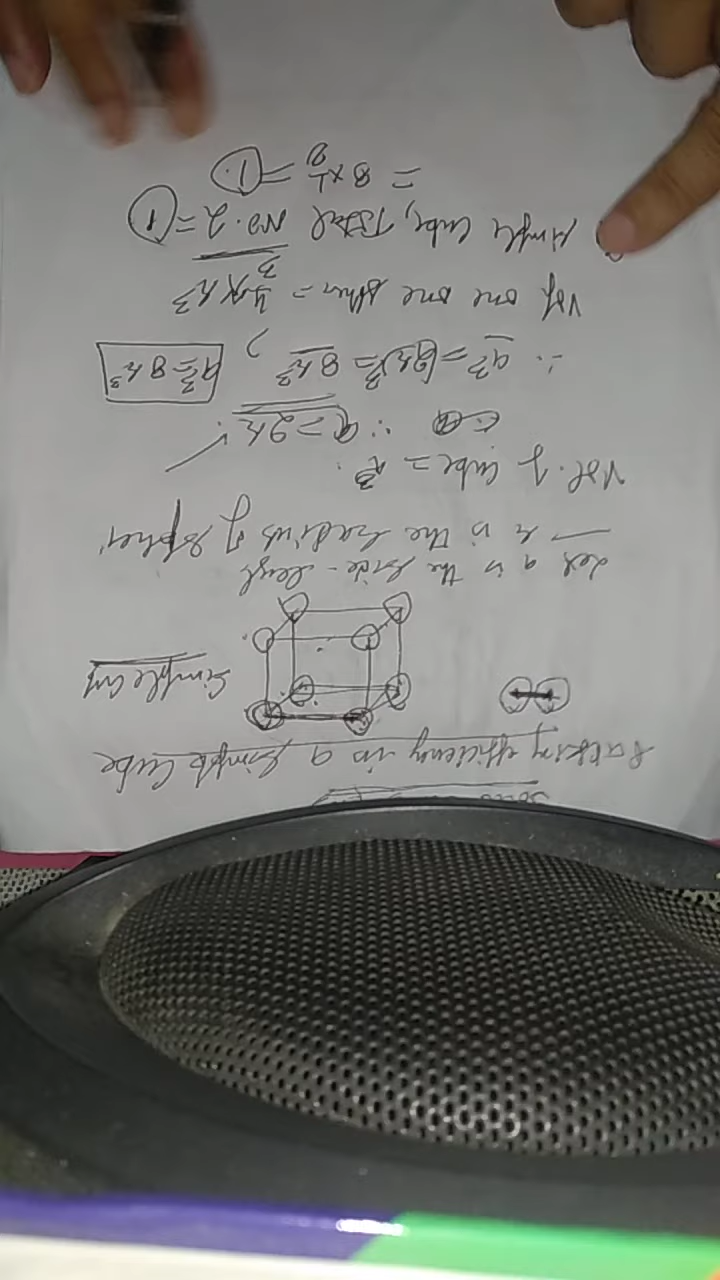 Packing efficiency in a Simple Cube
Simple
Let a is the side-length
r is the radius of sphere
Vol. of cube = a³.
∵ a = 2r
∴ a³ = (2r)³ = 8r³, a³ = 8r³
Vol. one sphere = 4/3 πr³
Simple Cube, Total No. 2 = 1
= 8 × 1/8 = 1.